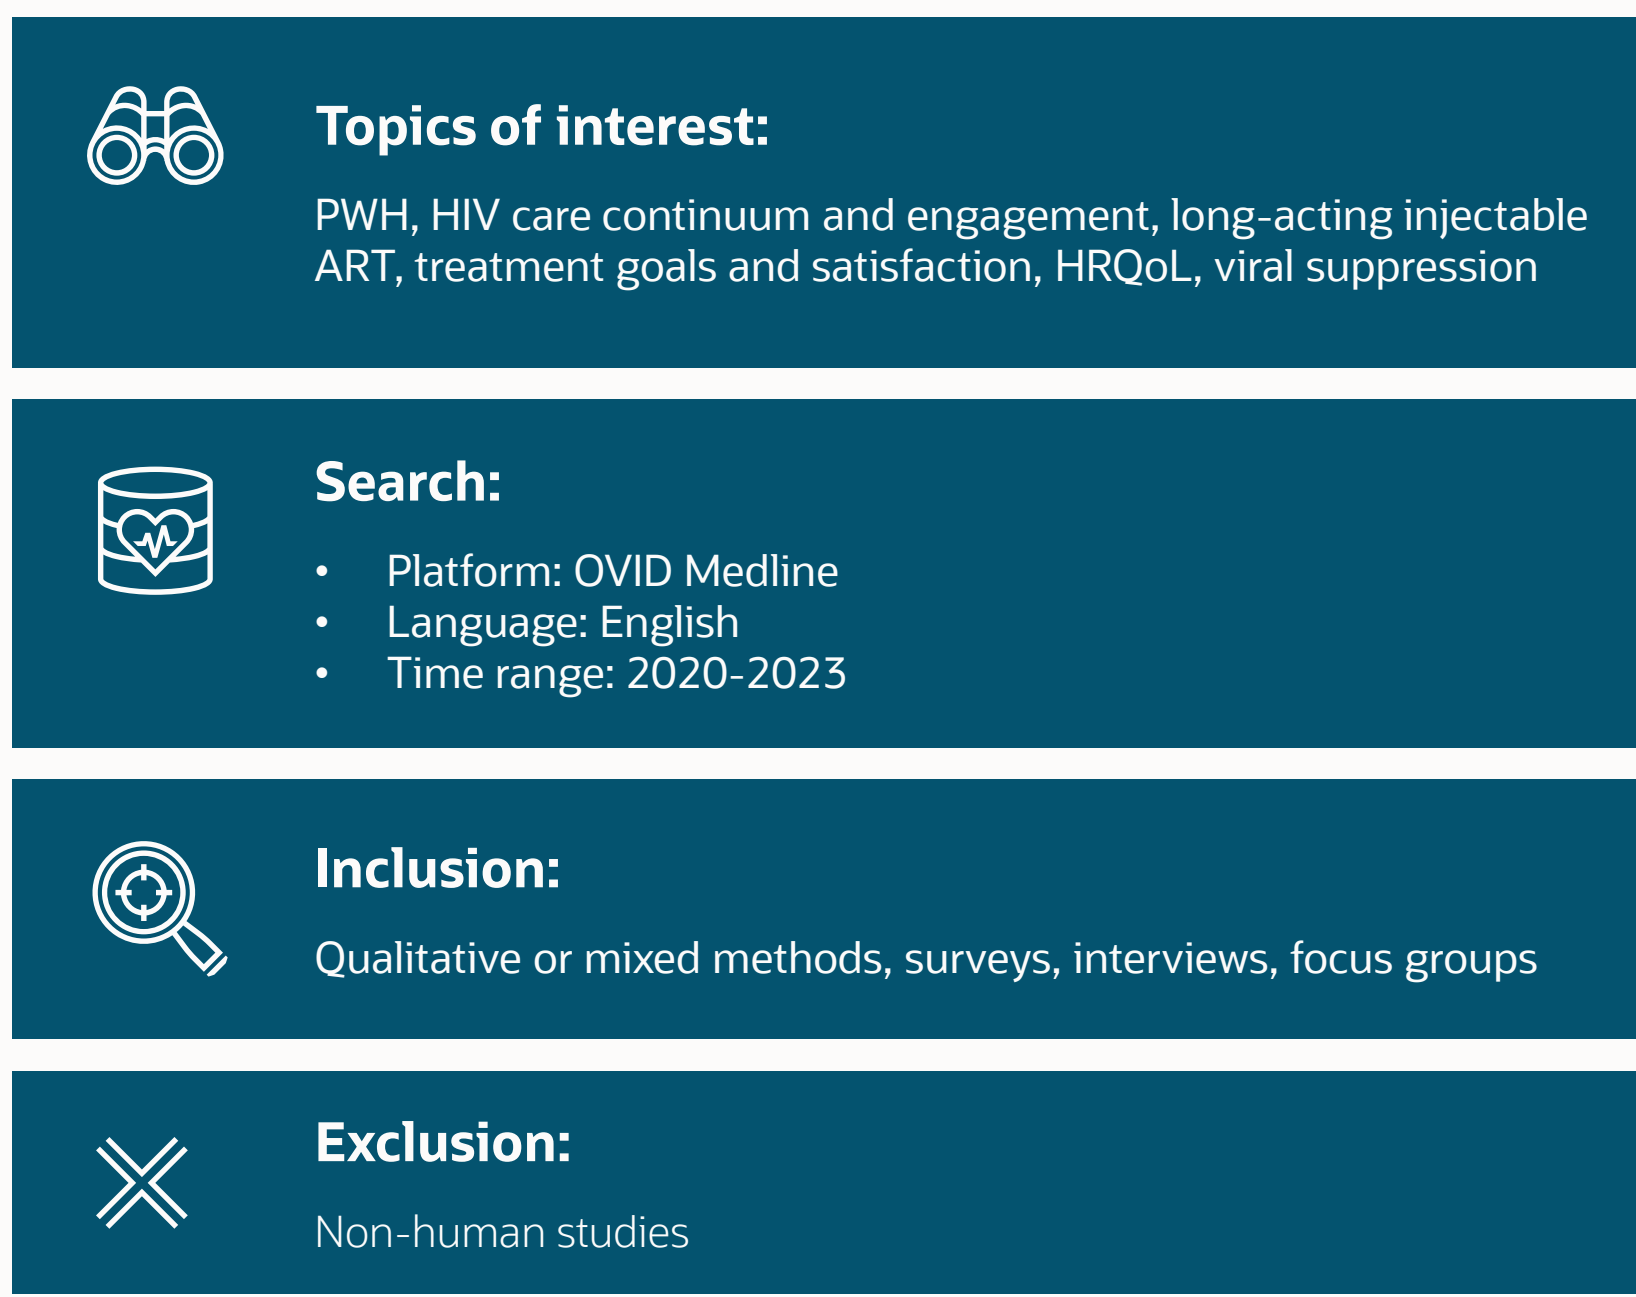 Topics of interest:
PWH, HIV care continuum and engagement, long-acting injectable
ART, treatment goals and satisfaction, HRQoL, viral suppression
Search:
• Platform: OVID Medline
• Language: English
• Time range: 2020-2023
Inclusion:
Qualitative or mixed methods, surveys, interviews, focus groups
Exclusion:
Non-human studies